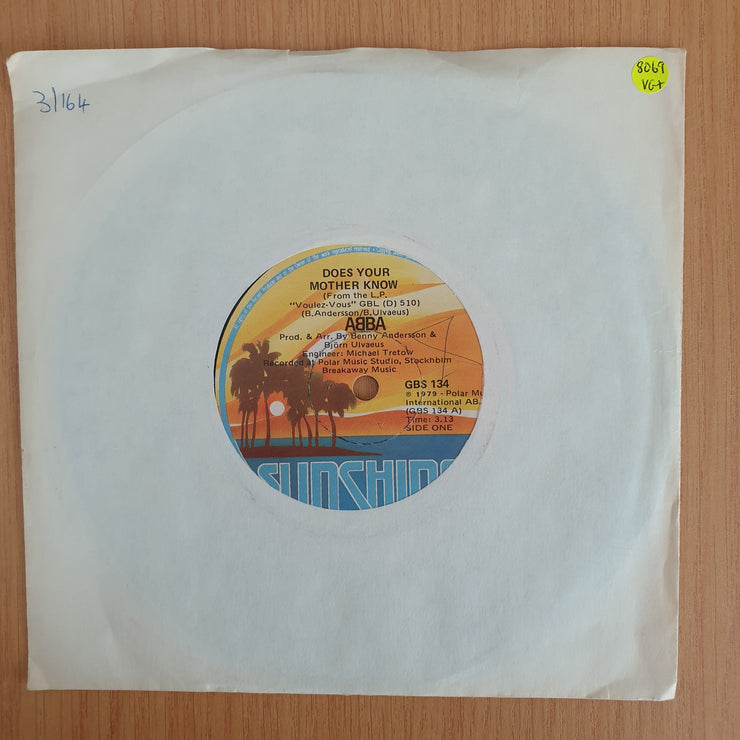 3/164
8069
VG+
DOES YOUR
MOTHER KNOW
(From the L.P.
"Voulez-Vous" GBL (D) 510)
(B.Andersson/B.Ulvaeus)
ABBA
Prod. & Arr. By Benny Andersson &
Björn Ulvaeus
Engineer: Michael Tretow
Recorded at Polar Music Studio, Stockholm
Breakaway Music
GBS 134
© 1979 - Polar Mu
International AB.
(GBS 134 A)
Time: 3.13
SIDE ONE
SUNSHINE